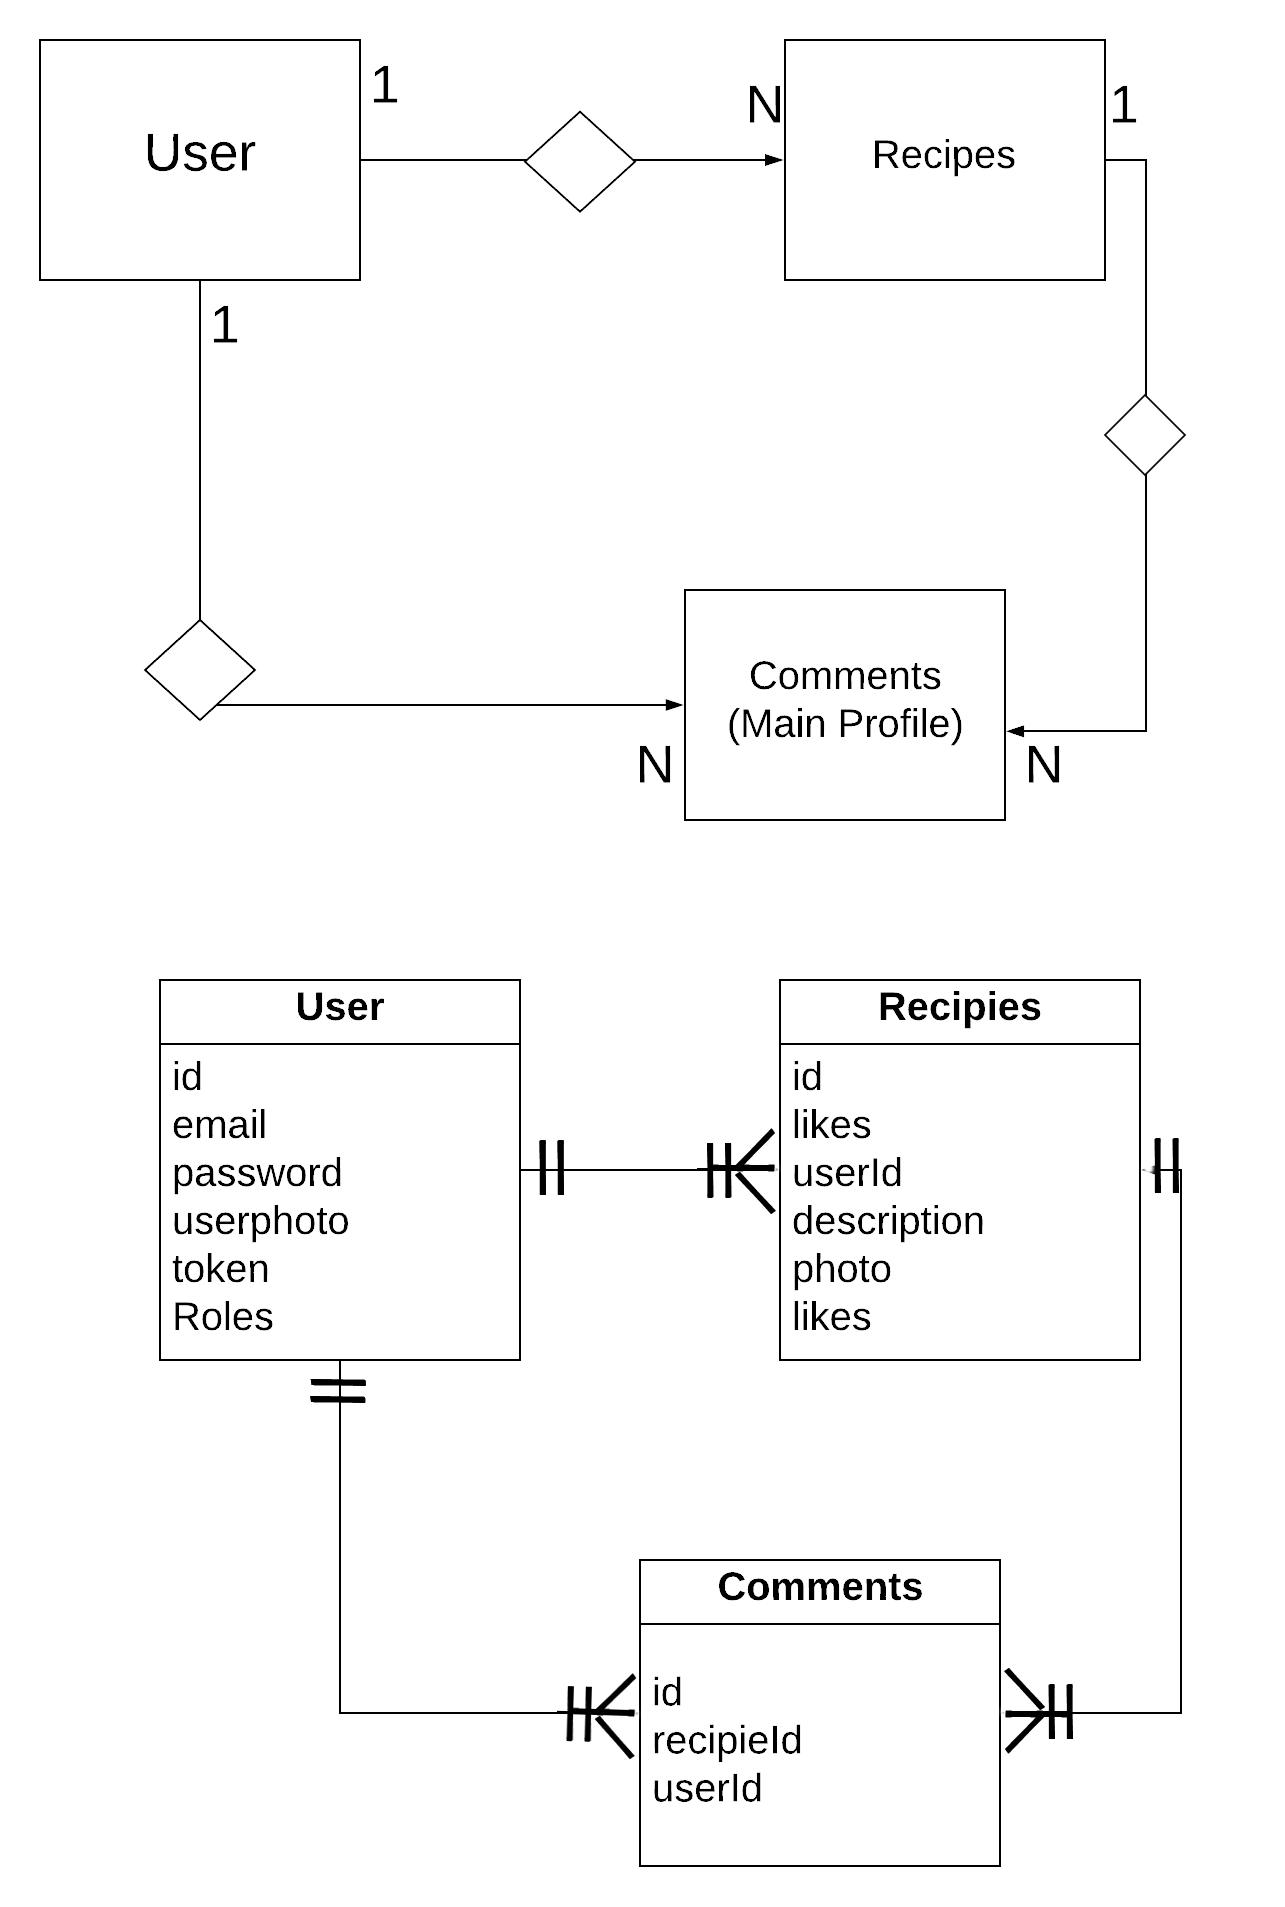 1
N
1
User
Recipes
1
Comments
(Main Profile)
N
N
User
id
email
password
userphoto
token
Roles
Recipies
id
likes
userId
description
photo
likes
Comments
id
recipieId
userId